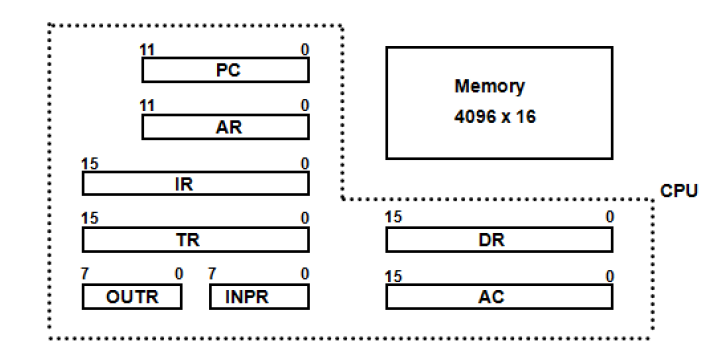 11 0
PC
11 0
AR
15 0
IR
15 0
TR
7 0 7 0
OUTR INPR
Memory
4096 x 16
CPU
15 0
DR
15 0
AC